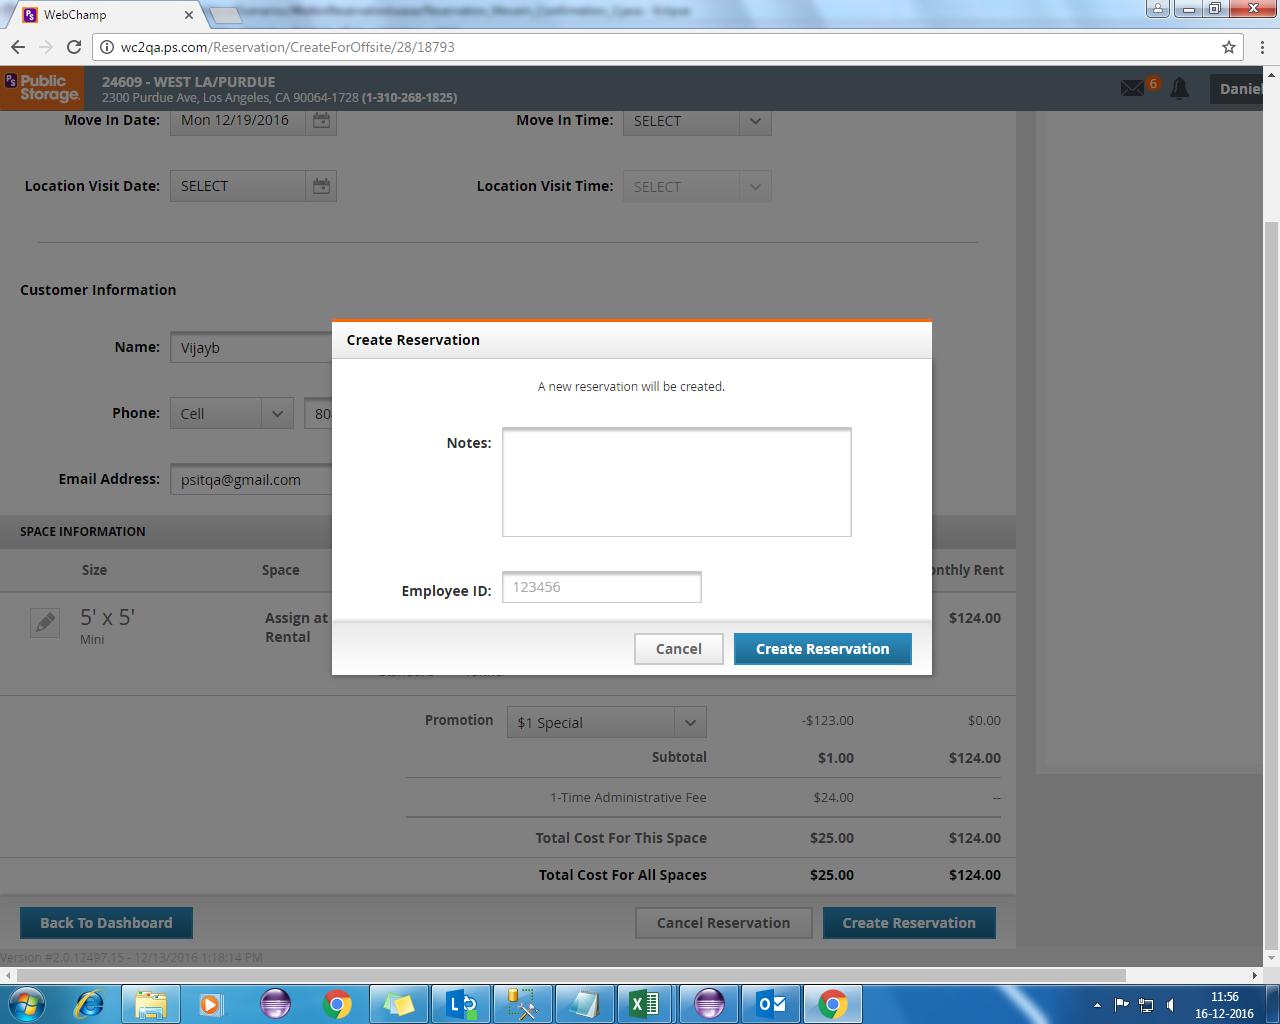 WebChamp
wc2qa.ps.com/Reservation/CreateForOffsite/28/18793
PS Public Storage.
24609 - WEST LA/PURDUE
2300 Purdue Ave, Los Angeles, CA 90064-1728 (1-310-268-1825)
6
Daniel
Move In Date: Mon 12/19/2016 Move In Time: SELECT
Location Visit Date: SELECT Location Visit Time: SELECT
Customer Information
Name: Vijayb
Phone: Cell 80
Email Address: psitqa@gmail.com
Create Reservation
A new reservation will be created.
Notes:
Employee ID: 123456
Cancel Create Reservation
SPACE INFORMATION
Size Space onthly Rent
5' x 5' Assign at $124.00
Mini Rental
Promotion $1 Special -$123.00 $0.00
Subtotal $1.00 $124.00
1-Time Administrative Fee $24.00 --
Total Cost For This Space $25.00 $124.00
Total Cost For All Spaces $25.00 $124.00
Back To Dashboard Cancel Reservation Create Reservation
Version #2.0.12497.15 - 12/13/2016 1:18:14 PM
11:56
16-12-2016